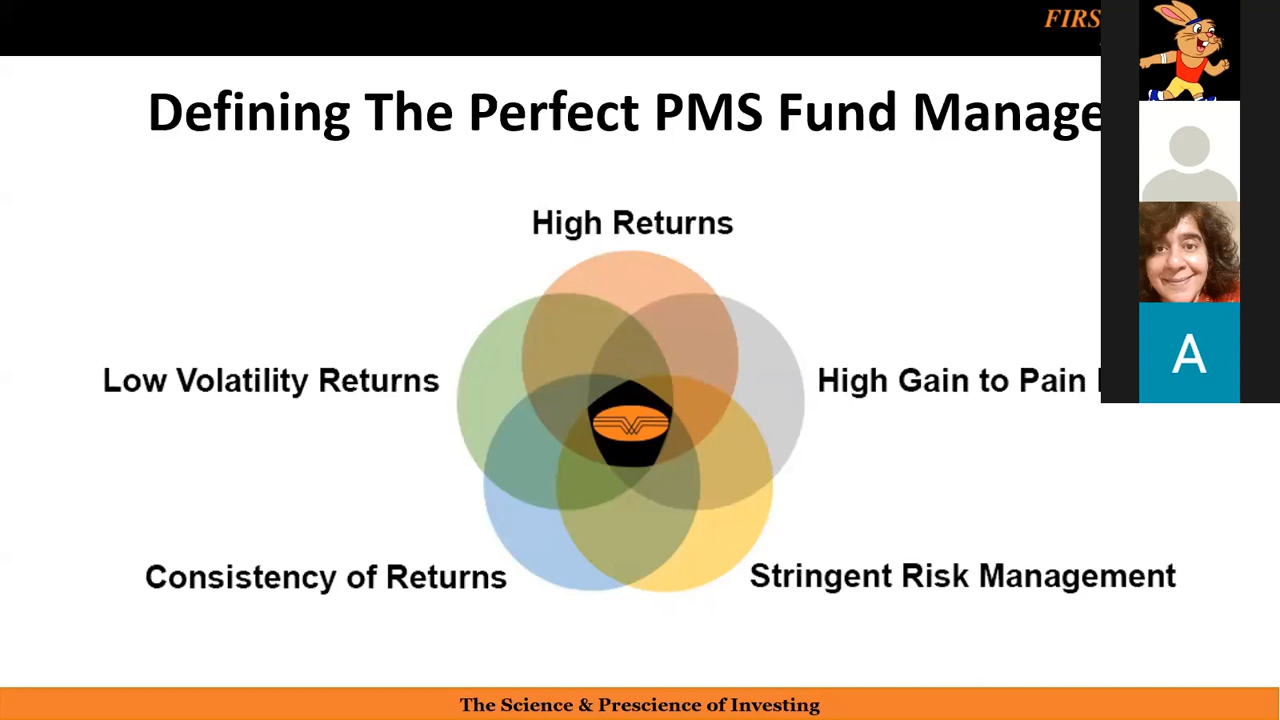 FIRS
Defining The Perfect PMS Fund Manage
High Returns
Low Volatility Returns
High Gain to Pain
Consistency of Returns
Stringent Risk Management
The Science & Prescience of Investing
A